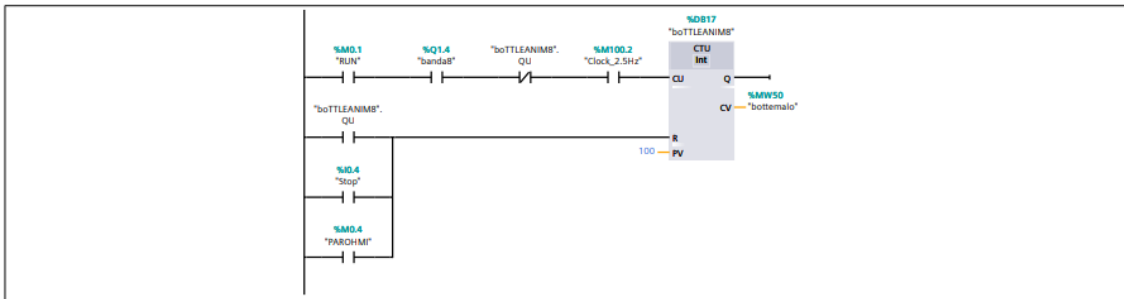 %DB17
"boTTLEANIM8"
%M0.1 %Q1.4 "boTTLEANIM8". %M100.2 CTU
"RUN" "banda8" QU "Clock_2.5Hz" Int
CU Q
%MW50
"boTTLEANIM8". CV "bottemalo"
QU
R
100 PV
%I0.4
"Stop"
%M0.4
"PAROHMI"